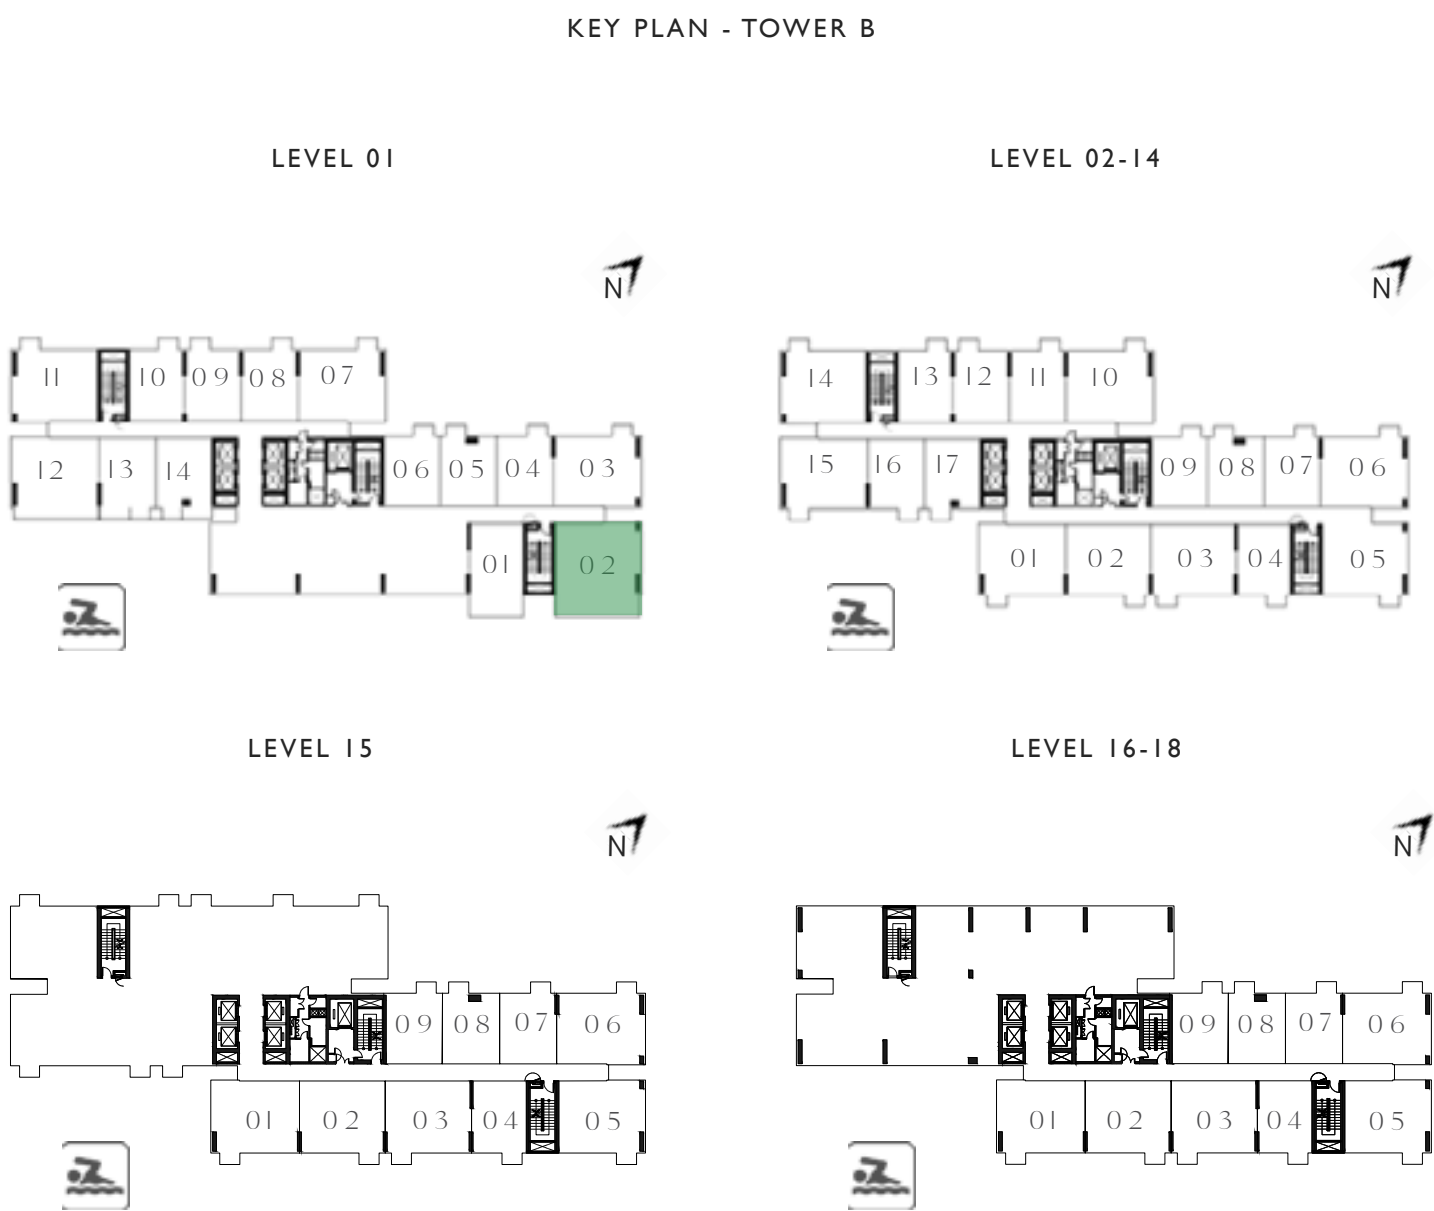 KEY PLAN - TOWER B
LEVEL 01
N
11 10 09 08 07
12 13 14 06 05 04 03
01 02
LEVEL 02-14
N
14 13 12 11 10
15 16 17 09 08 07 06
01 02 03 04 05
LEVEL 15
N
09 08 07 06
01 02 03 04 05
LEVEL 16-18
N
09 08 07 06
01 02 03 04 05